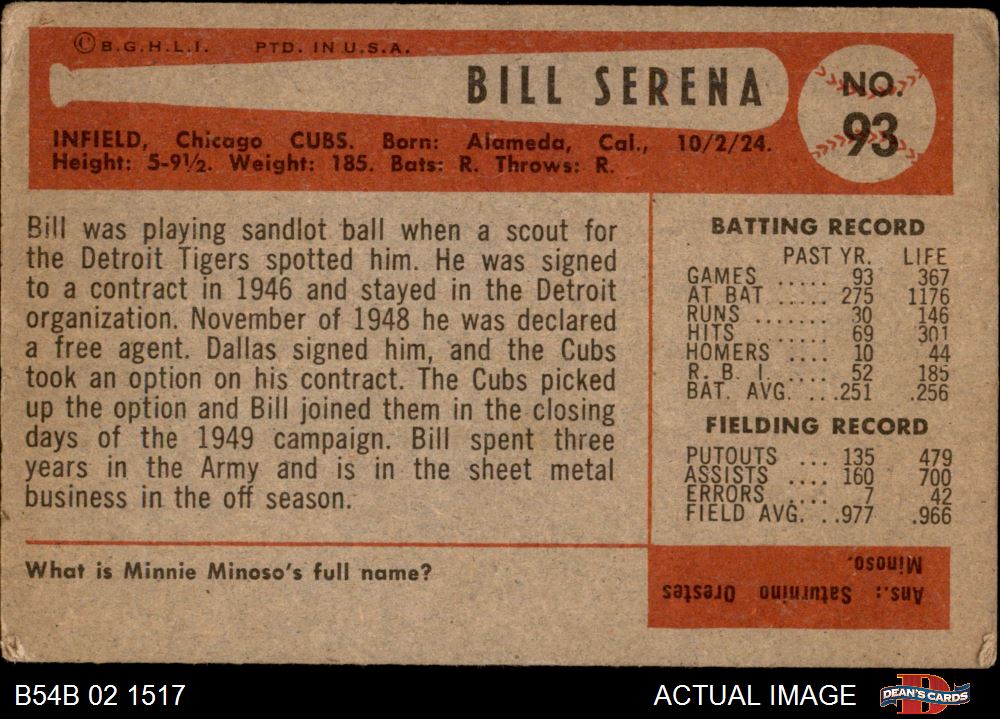 © B.G.H.L.I. PTD. IN U.S.A.
BILL SERENA
NO.
93
INFIELD, Chicago CUBS. Born: Alameda, Cal., 10/2/24.
Height: 5-9½. Weight: 185. Bats: R. Throws: R.
Bill was playing sandlot ball when a scout for
the Detroit Tigers spotted him. He was signed
to a contract in 1946 and stayed in the Detroit
organization. November of 1948 he was declared
a free agent. Dallas signed him, and the Cubs
took an option on his contract. The Cubs picked
up the option and Bill joined them in the closing
days of the 1949 campaign. Bill spent three
years in the Army and is in the sheet metal
business in the off season.
BATTING RECORD
PAST YR. LIFE
GAMES ..... 93 367
AT BAT ..... 275 1176
RUNS ....... 30 146
HITS ..... 69 301
HOMERS .... 10 44
R. B. I. ..... 52 185
BAT. AVG. ...251 .256
FIELDING RECORD
PUTOUTS ... 135 479
ASSISTS .... 160 700
ERRORS .... 7 42
FIELD AVG. ..977 .966
What is Minnie Minoso's full name?
Ans.: Saturnino Orestes
Minoso.
B54B 02 1517
ACTUAL IMAGE
DEAN'S CARDS